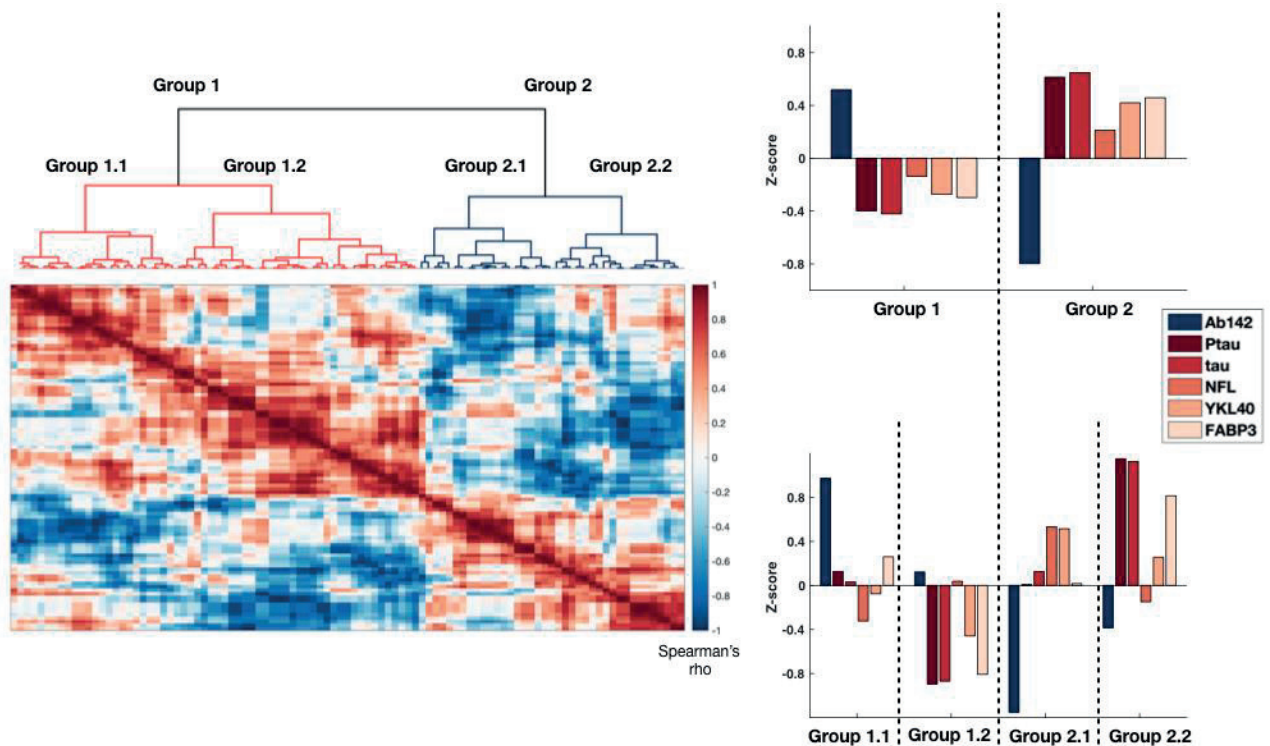 Group 1
Group 2
Group 1.1
Group 1.2
Group 2.1
Group 2.2
1
0.8
0.6
0.4
0.2
0
-0.2
-0.4
-0.6
-0.8
-1
Spearman's
rho
0.8
0.4
0
-0.4
-0.8
Z-score
Group 1
Group 2
Ab142
Ptau
tau
NFL
YKL40
FABP3
0.8
0.4
0
-0.4
-0.8
Z-score
Group 1.1
Group 1.2
Group 2.1
Group 2.2